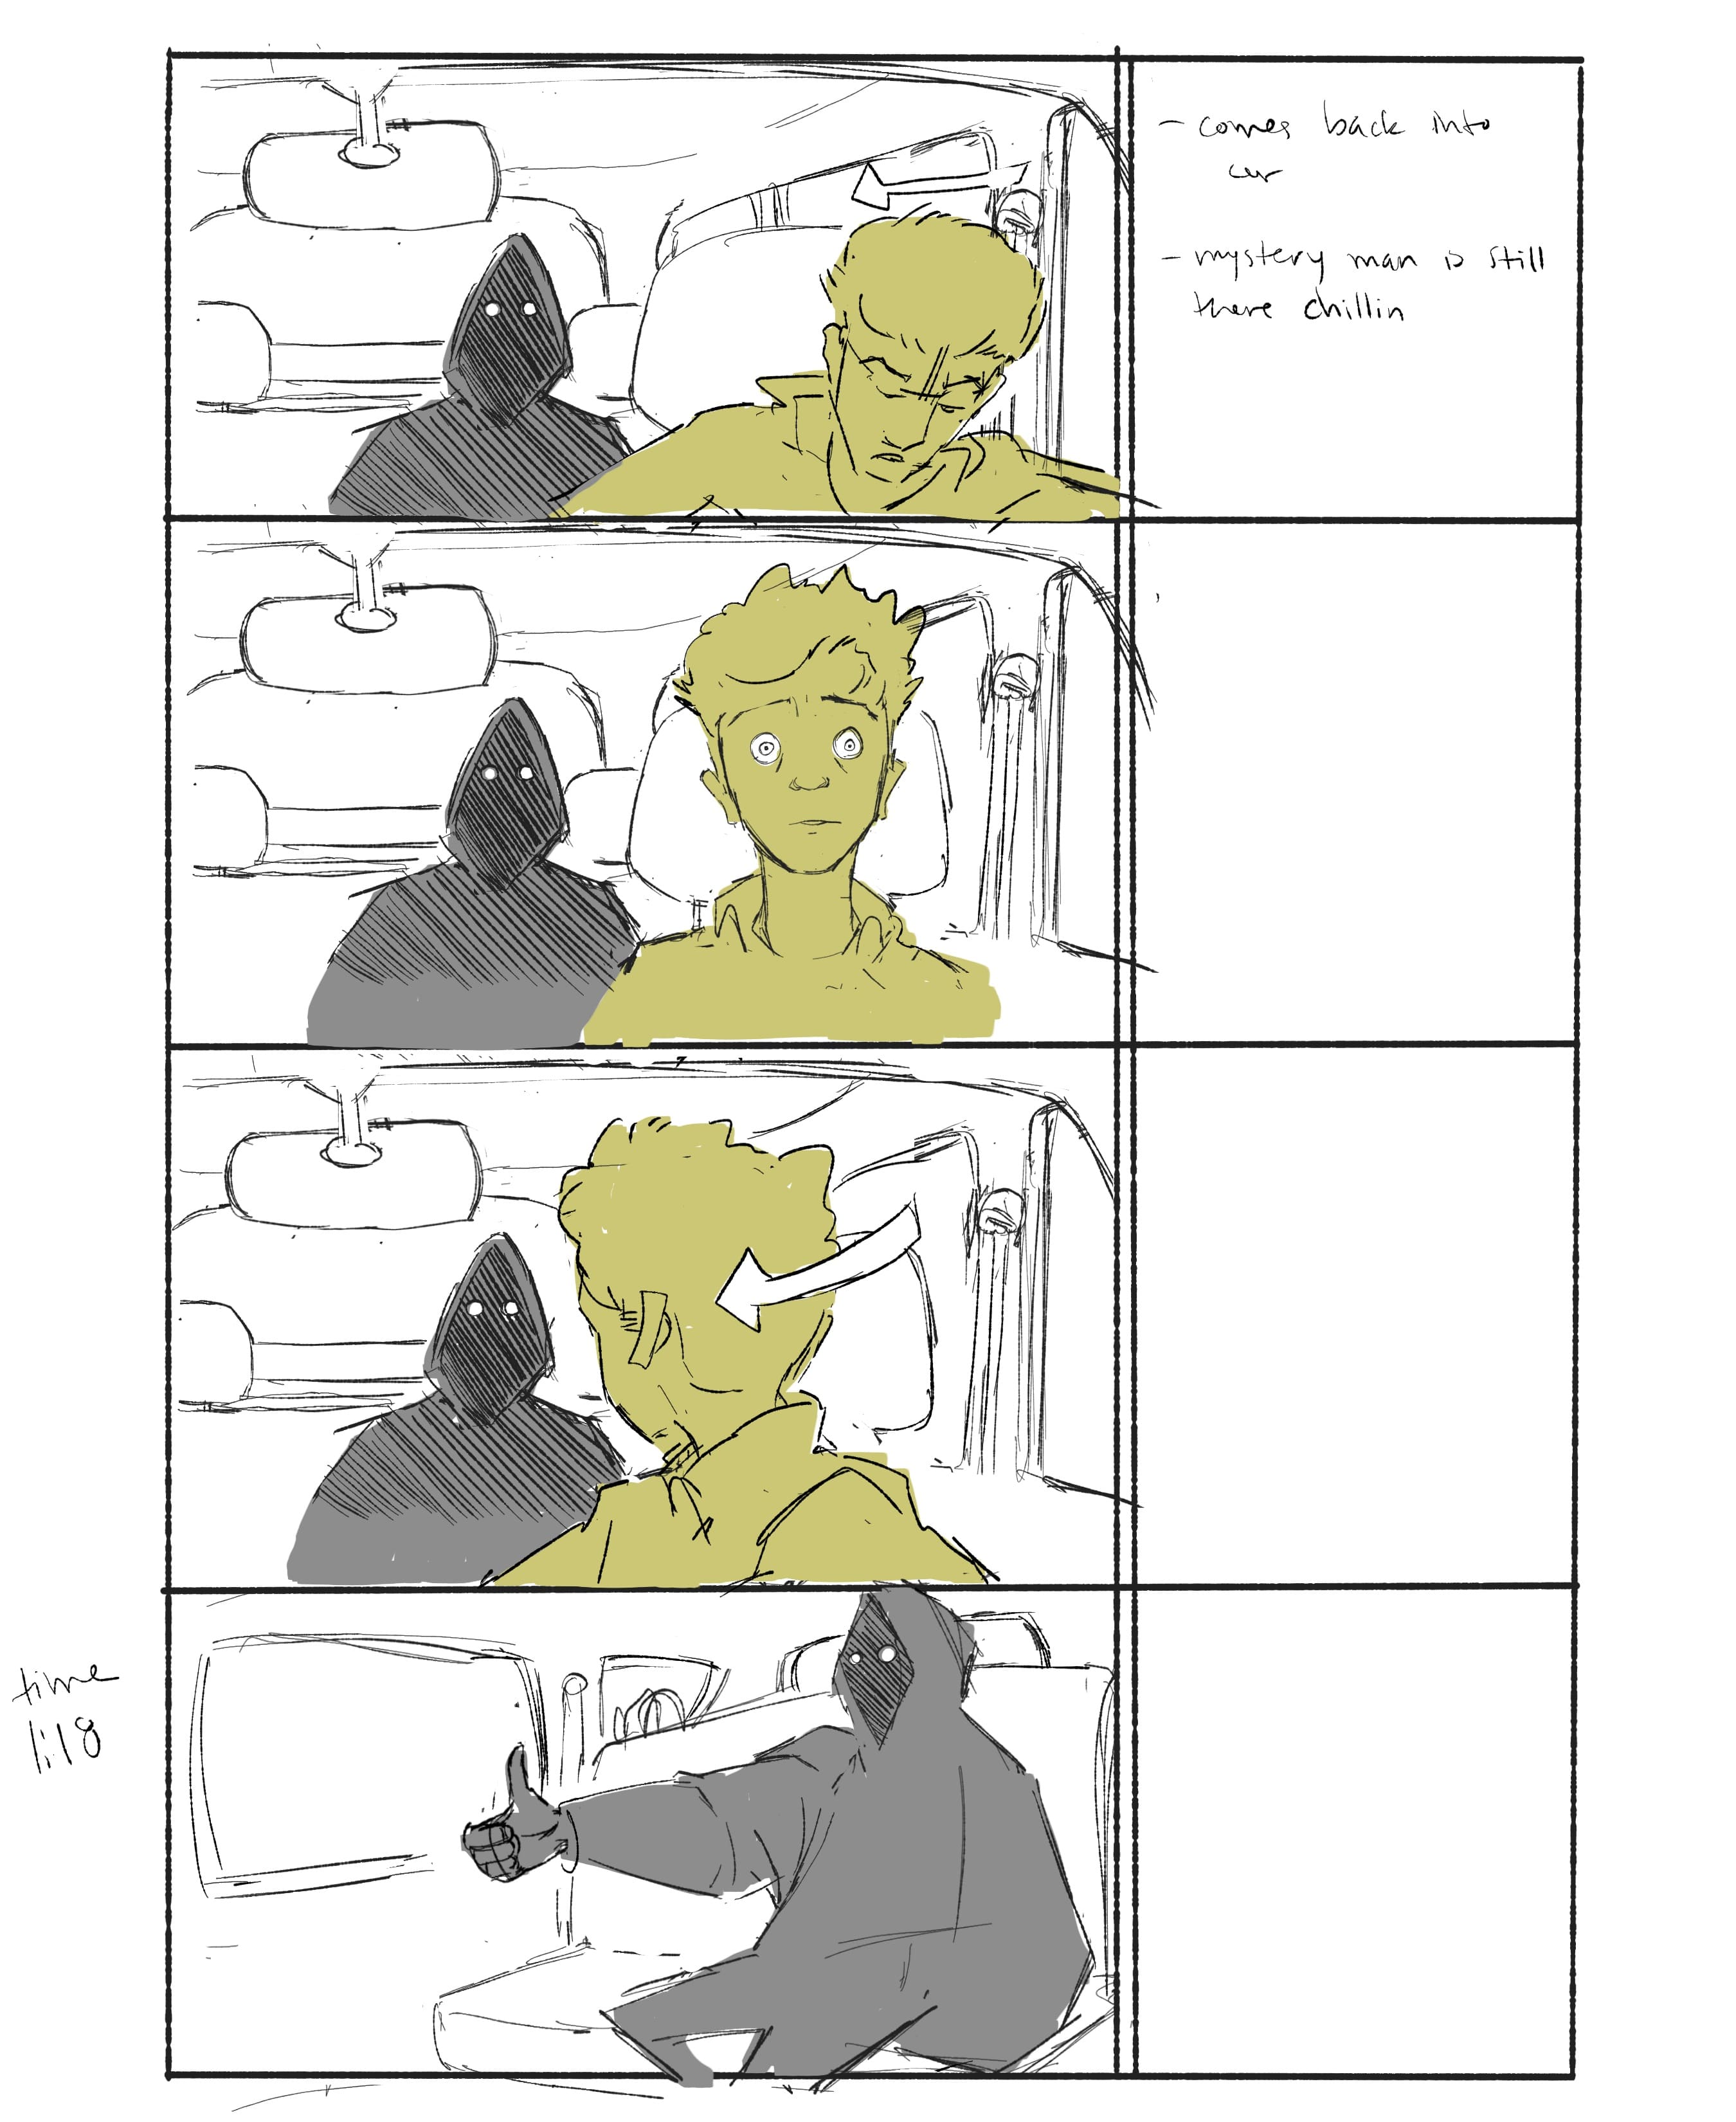 - comes back into
car
- mystery man is still
there chillin
time
1:18